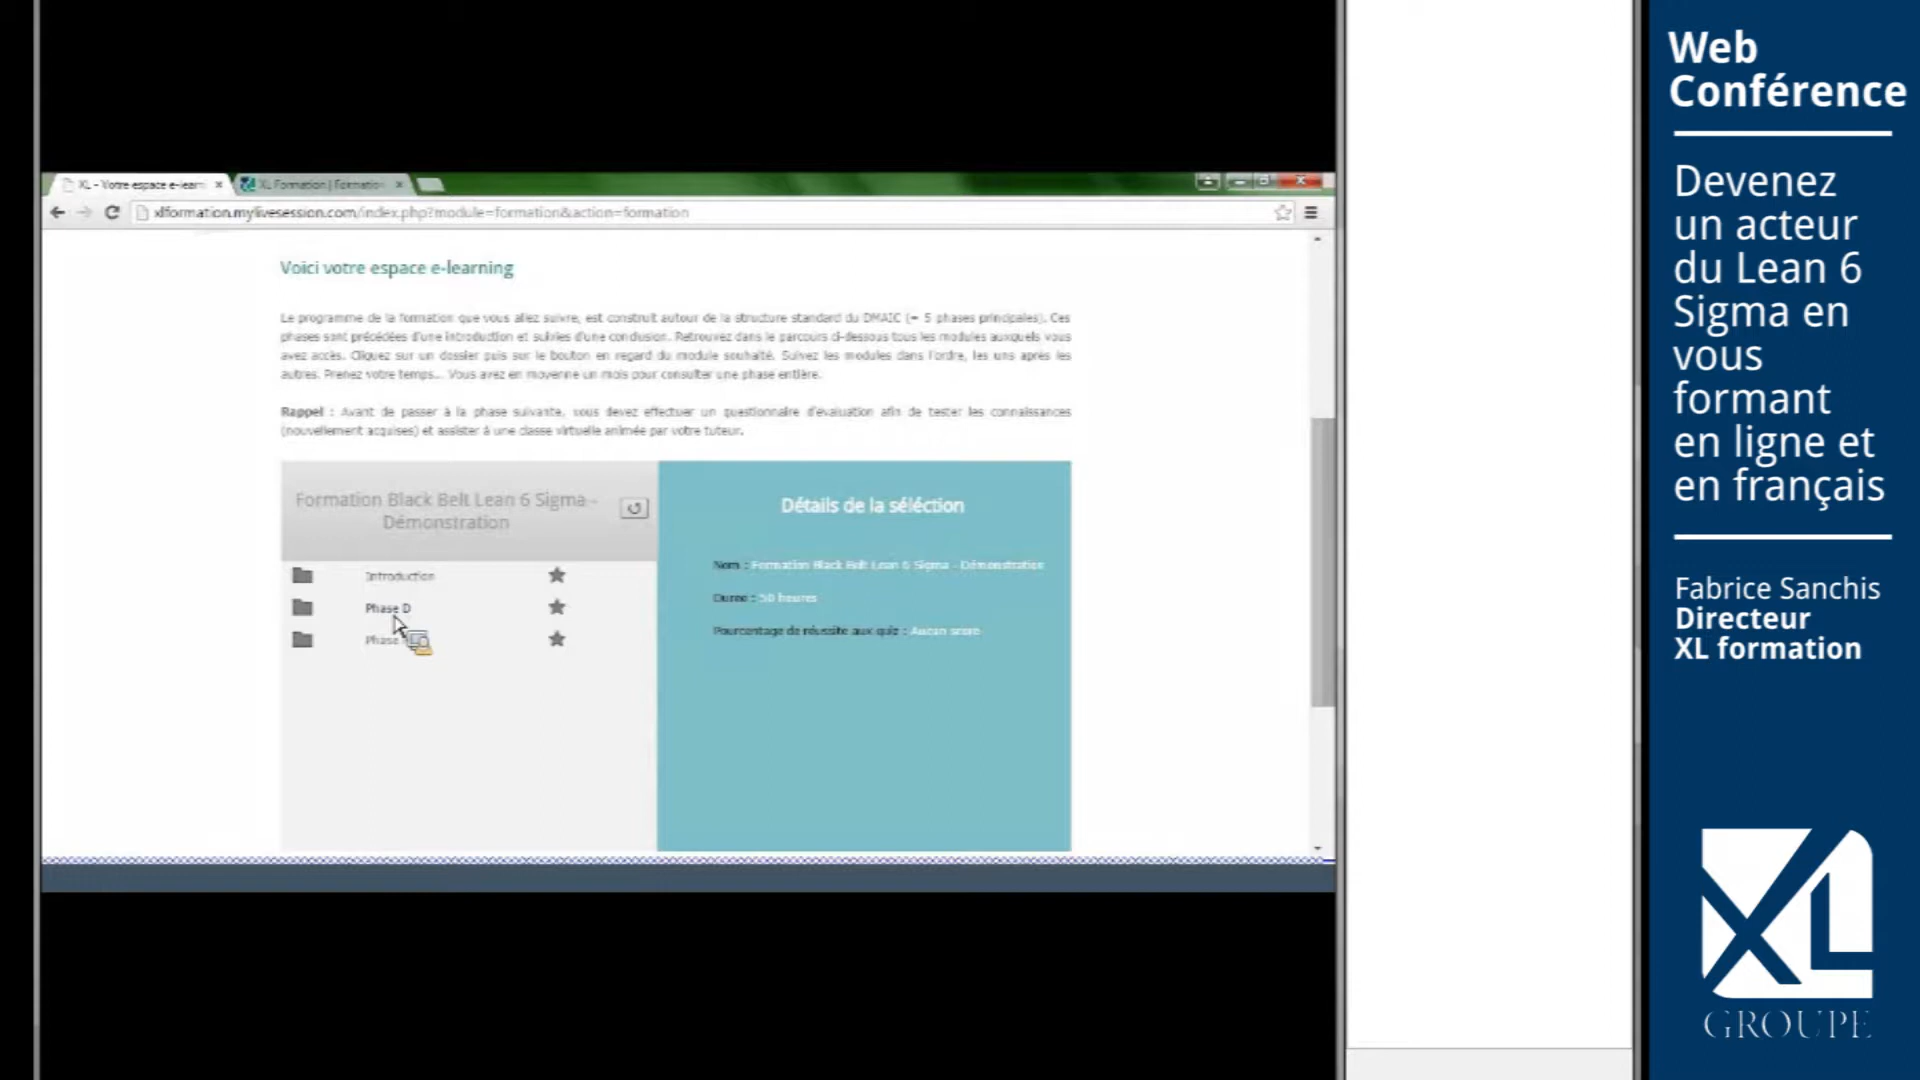 XL - Votre espace e-learn
XL Formation | Formatio
xlformation.mylivesession.com/index.php?module=formation&action=formation
Voici votre espace e-learning
Le programme de la formation que vous allez suivre, est construit autour de la structure standard du DMAIC (= 5 phases principales). Ces
phases sont précédées d'une introduction et suivies d'une conclusion. Retrouvez dans le parcours ci-dessous tous les modules auxquels vous
avez accès. Cliquez sur un dossier puis sur le bouton en regard du module souhaité. Suivez les modules dans l'ordre, les uns après les
autres. Prenez votre temps... Vous avez en moyenne un mois pour consulter une phase entière.
Rappel : Avant de passer à la phase suivante, vous devez effectuer un questionnaire d'évaluation afin de tester les connaissances
(nouvellement acquises) et assister à une classe virtuelle animée par votre tuteur.
Formation Black Belt Lean 6 Sigma -
Démonstration
Introduction
Phase D
Phase
Détails de la séléction
Nom : Formation Black Belt Lean 6 Sigma - Démonstration
Durée : 50 heures
Pourcentage de réussite aux quiz : Aucun score
Web
Conférence
Devenez
un acteur
du Lean 6
Sigma en
vous
formant
en ligne et
en français
Fabrice Sanchis
Directeur
XL formation
XL
GROUPE